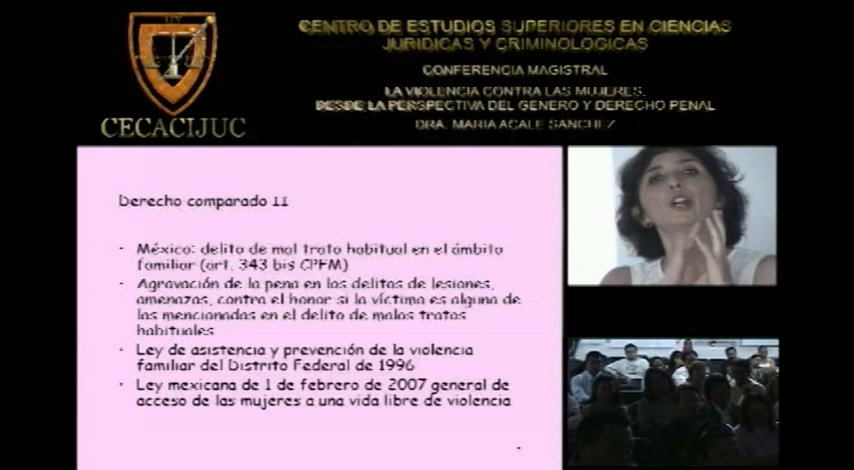 CENTRO DE ESTUDIOS SUPERIORES EN CIENCIAS
JURIDICAS Y CRIMINOLOGICAS
CONFERENCIA MAGISTRAL
LA VIOLENCIA CONTRA LAS MUJERES.
DESDE LA PERSPECTIVA DEL GENERO Y DERECHO PENAL
DRA. MARIA ACALE SANCHEZ
CECACIJUC
Derecho comparado II
- México: delito de mal trato habitual en el ámbito
familiar (art. 343 bis CPFM)
- Agravación de la pena en los delitos de lesiones,
amenazas, contra el honor si la víctima es alguna de
las mencionadas en el delito de malos tratos
habituales
- Ley de asistencia y prevención de la violencia
familiar del Distrito Federal de 1996
- Ley mexicana de 1 de febrero de 2007 general de
acceso de las mujeres a una vida libre de violencia